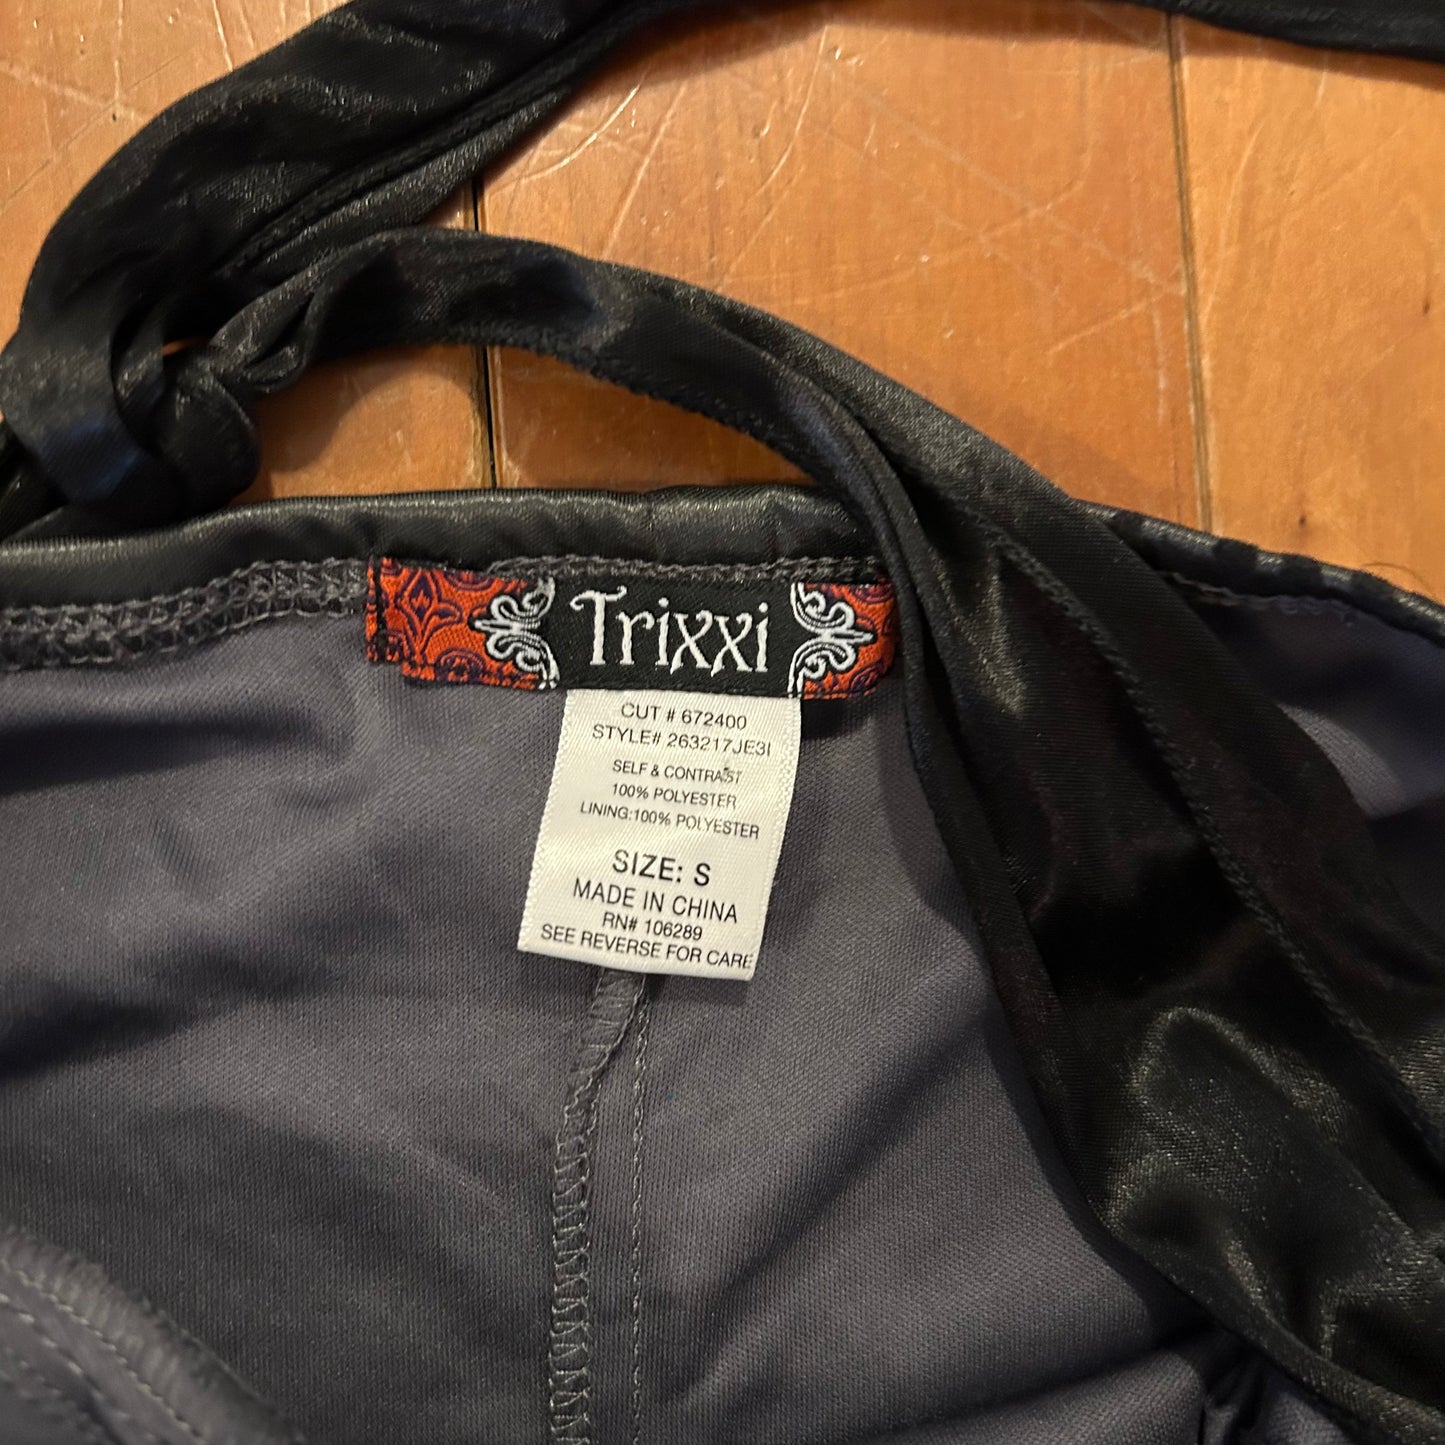 Trixxi
CUT # 672400
STYLE# 263217JE3I
SELF & CONTRAST
100% POLYESTER
LINING:100% POLYESTER
SIZE: S
MADE IN CHINA
RN# 106289
SEE REVERSE FOR CARE